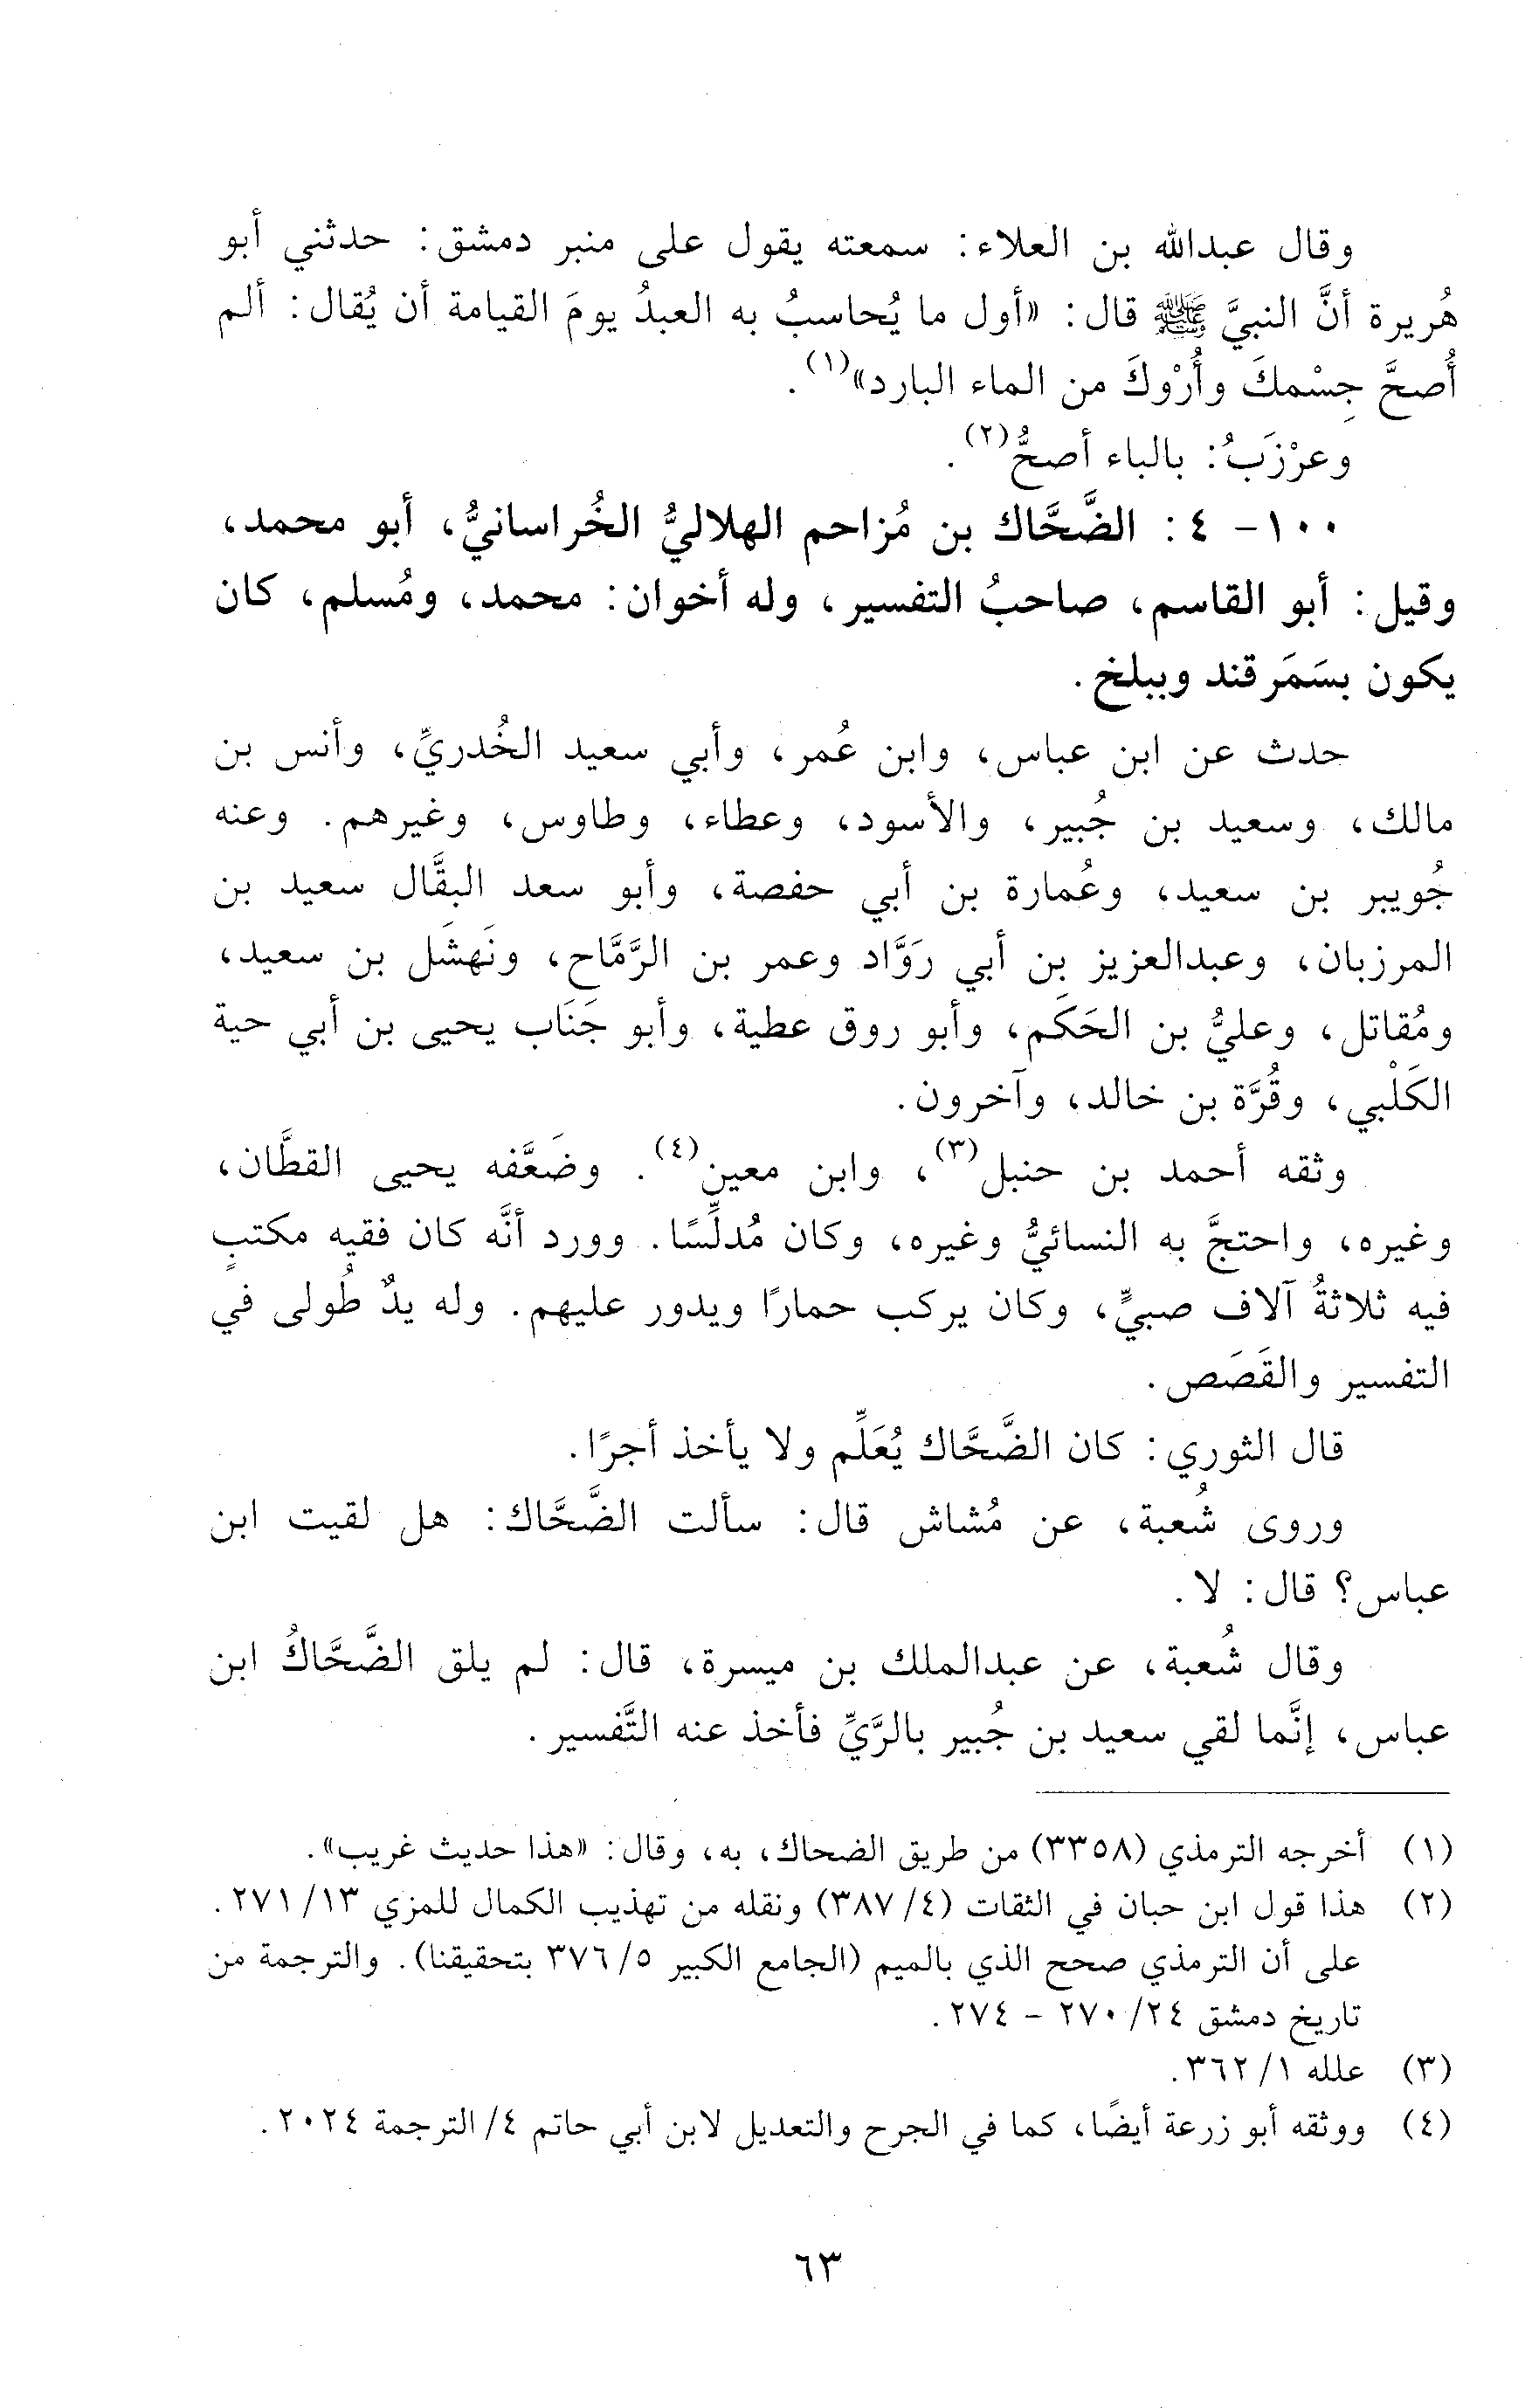 وقال عبدالله بن العلاء: سمعته يقول على منبر دمشق: حدثني أبو
هُريرة أنَّ النبيَّ ﷺ قال: «أول ما يُحاسبُ به العبدُ يومَ القيامة أن يُقال: ألم
أُصحَّ جِسْمكَ وأُرْوكَ من الماء البارد»(١).
وعرْزَبُ: بالباء أصحُّ(٢).
١٠٠- ٤: الضَّحَّاك بن مُزاحم الهلاليُّ الخُراسانيُّ، أبو محمد،
وقيل: أبو القاسم، صاحبُ التفسير، وله أخوان: محمد، ومُسلم، كان
يكون بسَمَرقند وببلخ.
حدث عن ابن عباس، وابن عُمر، وأبي سعيد الخُدريِّ، وأنس بن
مالك، وسعيد بن جُبير، والأسود، وعطاء، وطاوس، وغيرهم. وعنه
جُويبر بن سعيد، وعُمارة بن أبي حفصة، وأبو سعد البقَّال سعيد بن
المرزبان، وعبدالعزيز بن أبي رَوَّاد وعمر بن الرَّمَّاح، ونَهشَل بن سعيد،
ومُقاتل، وعليُّ بن الحَكَم، وأبو روق عطية، وأبو جَنَاب يحيى بن أبي حية
الكَلْبي، وقُرَّة بن خالد، وآخرون.
وثقه أحمد بن حنبل(٣)، وابن معين(٤). وضَعَّفه يحيى القطَّان،
وغيره، واحتجَّ به النسائيُّ وغيره، وكان مُدلِّسًا. وورد أنَّه كان فقيه مكتبٍ
فيه ثلاثةُ آلاف صبيٍّ، وكان يركب حمارًا ويدور عليهم. وله يدٌ طُولى في
التفسير والقَصَص.
قال الثوري: كان الضَّحَّاك يُعَلِّم ولا يأخذ أجرًا.
وروى شُعبة، عن مُشاش قال: سألت الضَّحَّاك: هل لقيت ابن
عباس؟ قال: لا.
وقال شُعبة، عن عبدالملك بن ميسرة، قال: لم يلق الضَّحَّاكُ ابن
عباس، إنَّما لقي سعيد بن جُبير بالرَّيِّ فأخذ عنه التَّفسير.
(١) أخرجه الترمذي (٣٣٥٨) من طريق الضحاك، به، وقال: «هذا حديث غريب».
(٢) هذا قول ابن حبان في الثقات (٤/ ٣٨٧) ونقله من تهذيب الكمال للمزي ١٣/ ٢٧١.
على أن الترمذي صحح الذي بالميم (الجامع الكبير ٥/ ٣٧٦ بتحقيقنا). والترجمة من
تاريخ دمشق ٢٤/ ٢٧٠ - ٢٧٤.
(٣) علله ١/ ٣٦٢.
(٤) ووثقه أبو زرعة أيضًا، كما في الجرح والتعديل لابن أبي حاتم ٤/ الترجمة ٢٠٢٤.
٦٣